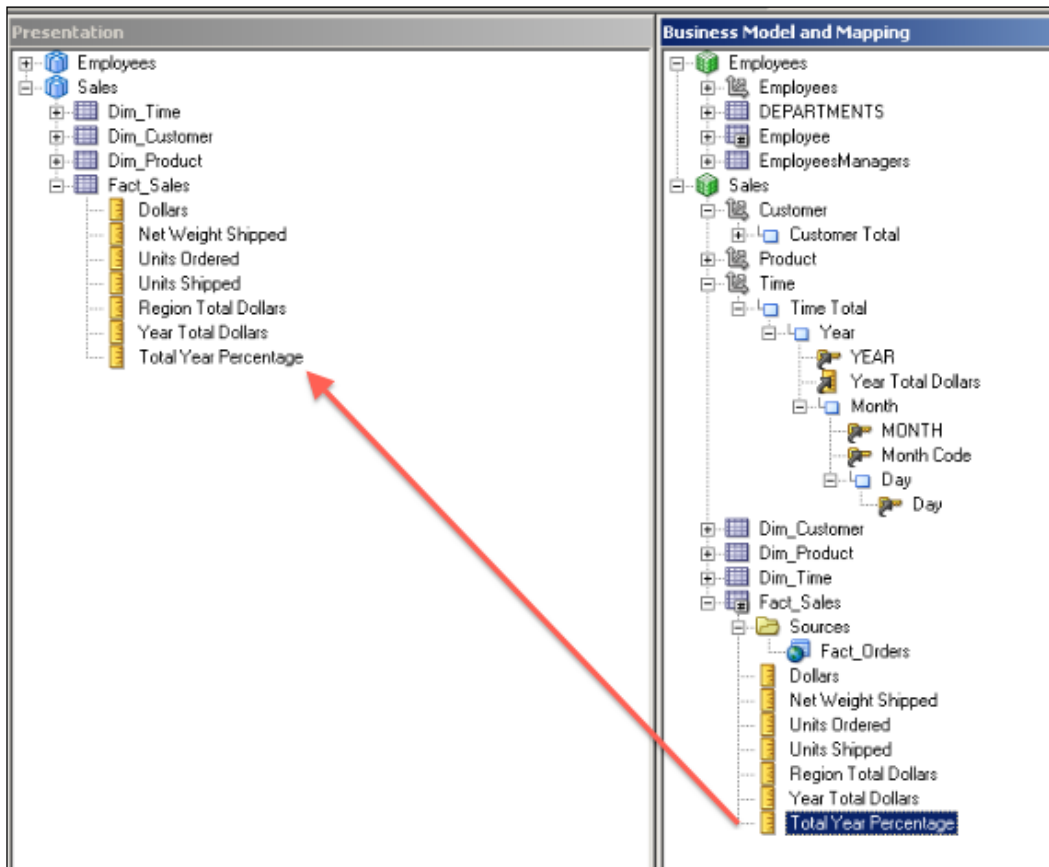 Presentation
Employees
Sales
Dim_Time
Dim_Customer
Dim_Product
Fact_Sales
Dollars
Net Weight Shipped
Units Ordered
Units Shipped
Region Total Dollars
Year Total Dollars
Total Year Percentage
Business Model and Mapping
Employees
Employees
DEPARTMENTS
Employee
EmployeesManagers
Sales
Customer
Customer Total
Product
Time
Time Total
Year
YEAR
Year Total Dollars
Month
MONTH
Month Code
Day
Day
Dim_Customer
Dim_Product
Dim_Time
Fact_Sales
Sources
Fact_Orders
Dollars
Net Weight Shipped
Units Ordered
Units Shipped
Region Total Dollars
Year Total Dollars
Total Year Percentage